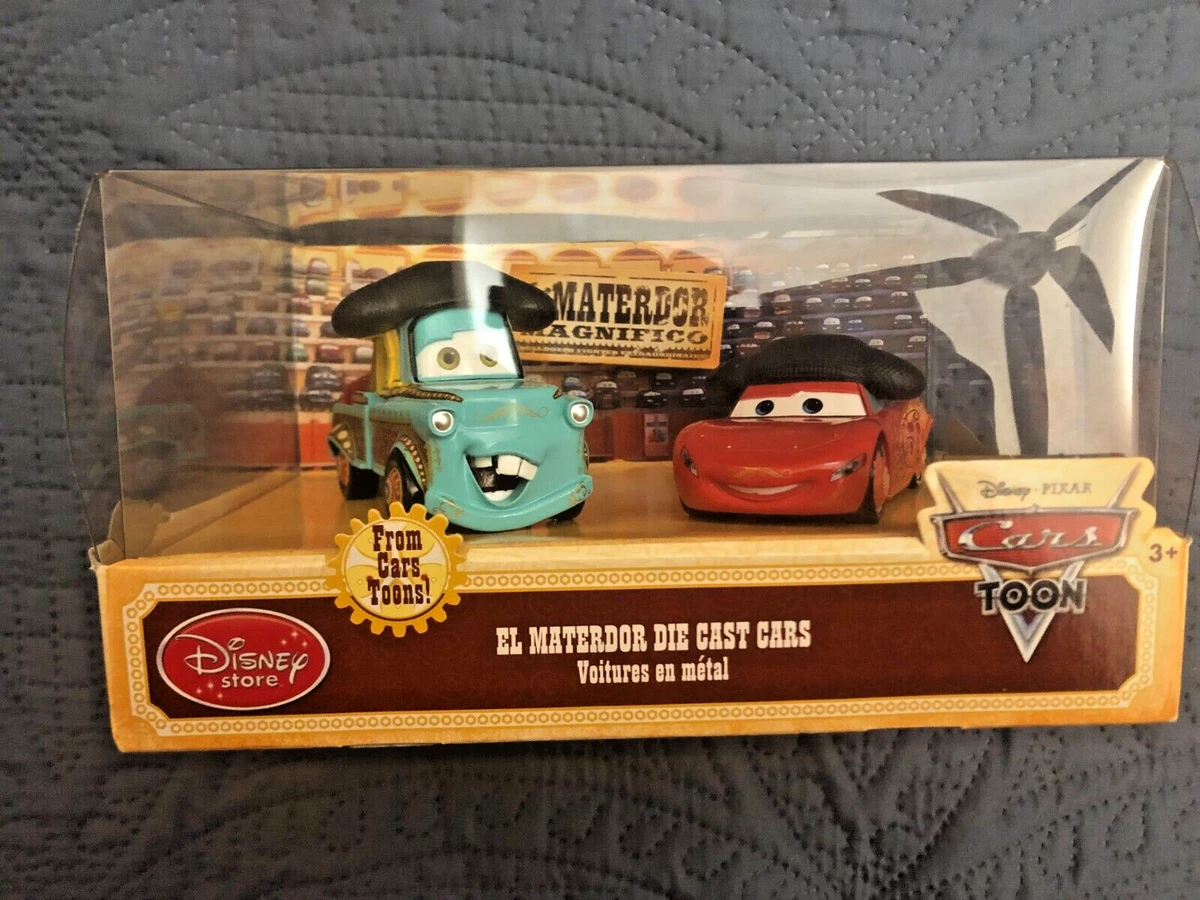 MATERDOR
MAGNIFICO
Disney · PIXAR
Cars
TOON
3+
From
Cars
Toons!
Disney
store
EL MATERDOR DIE CAST CARS
Voitures en métal